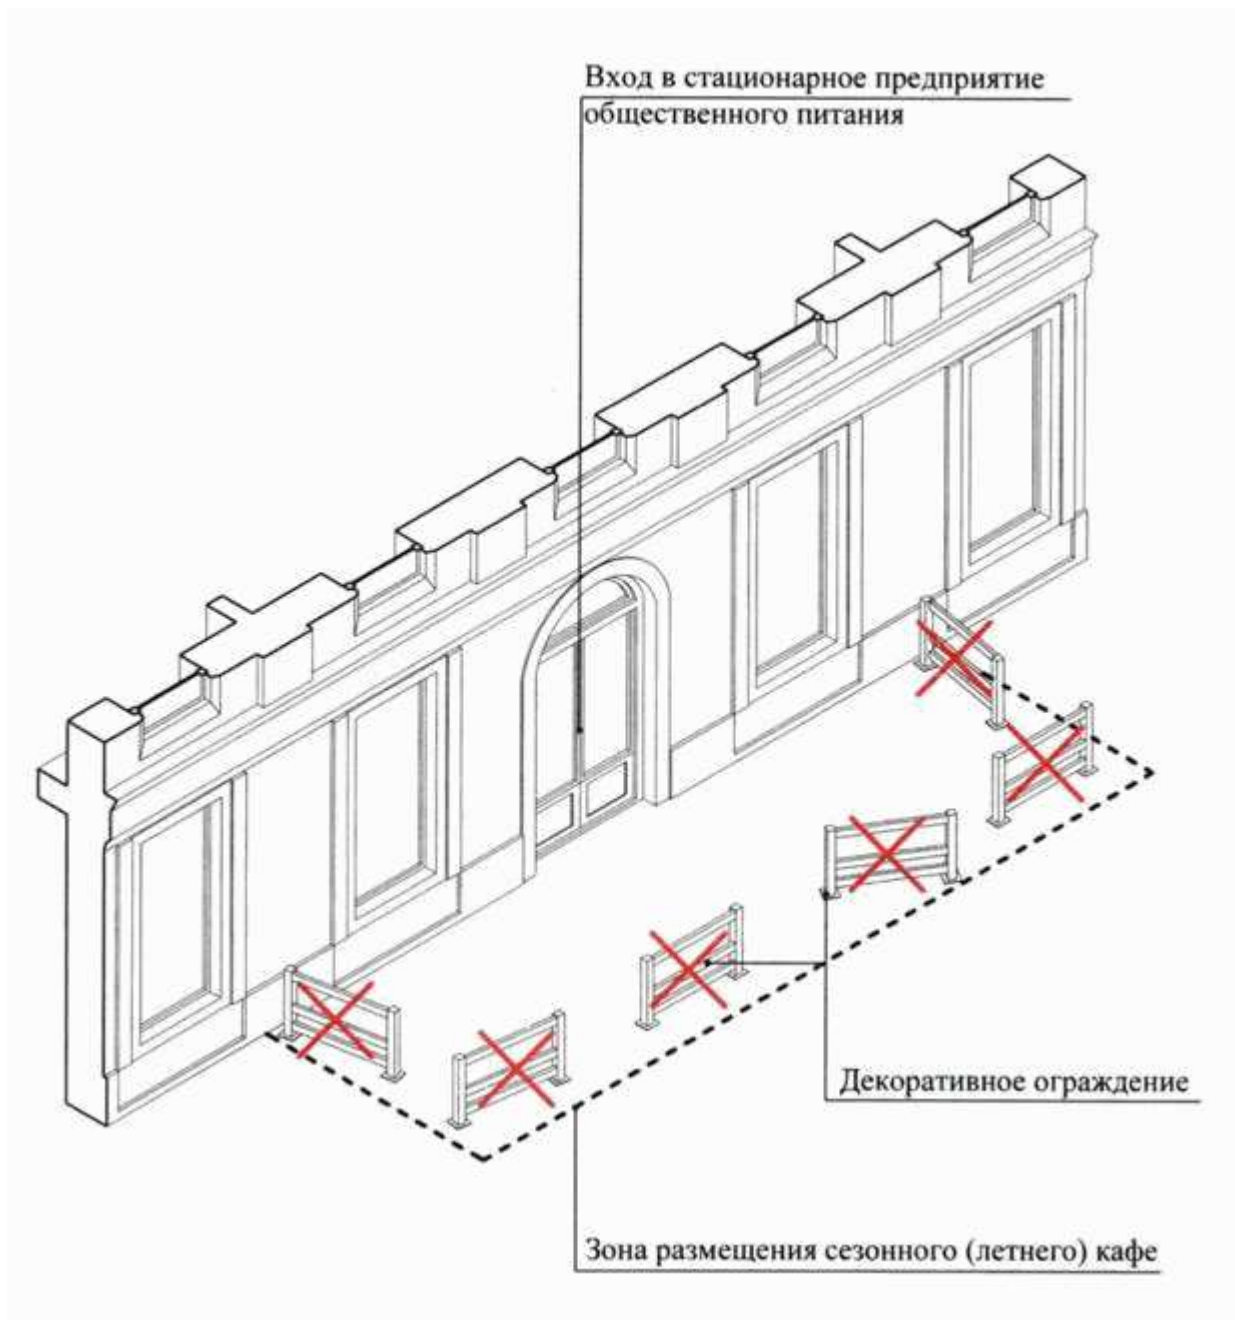 Вход в стационарное предприятие
общественного питания
Декоративное ограждение
Зона размещения сезонного (летнего) кафе